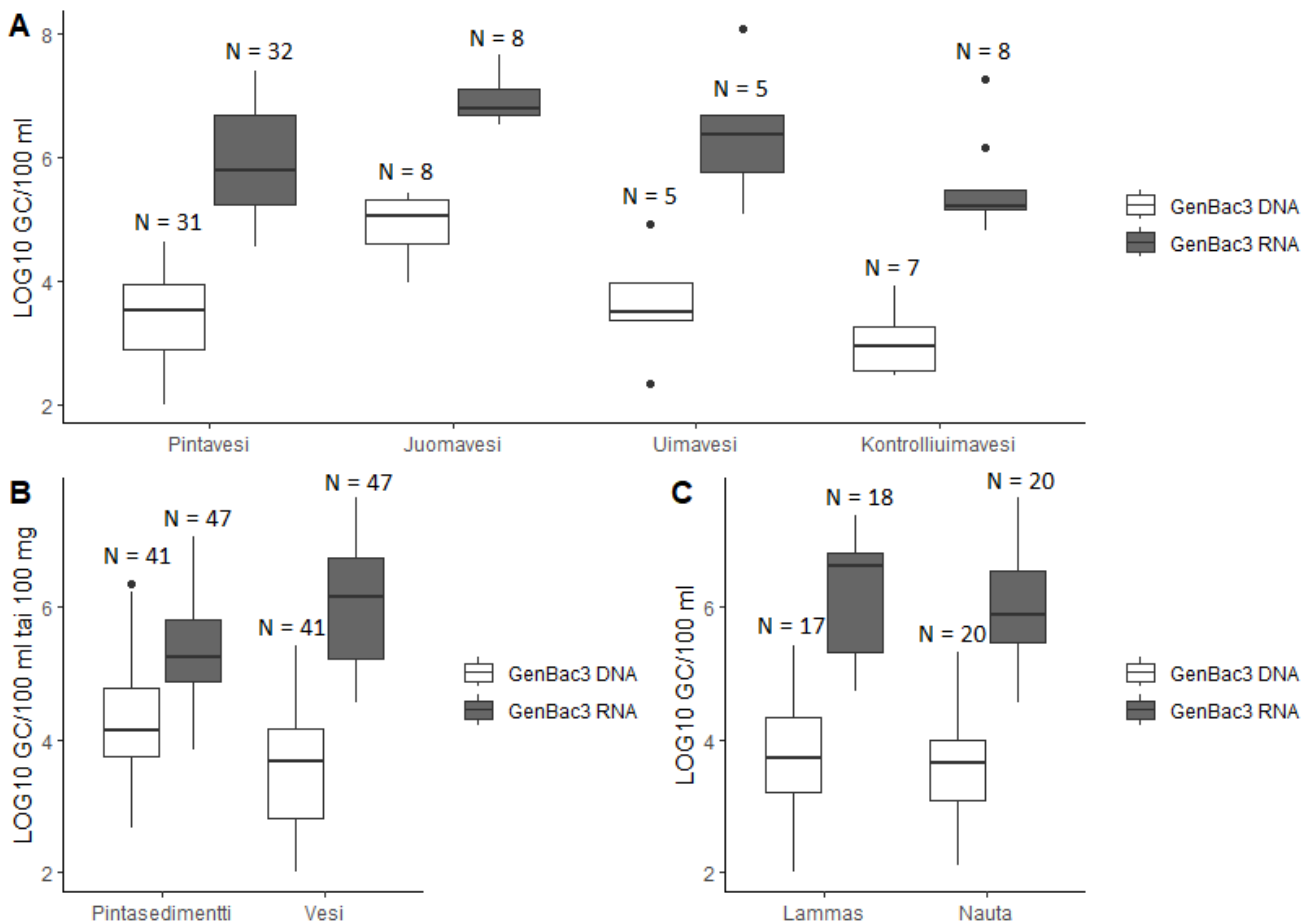 A
LOG10 GC/100 ml
8
6
4
2
N = 31
N = 32
N = 8
N = 8
N = 5
N = 5
N = 7
N = 8
Pintavesi
Juomavesi
Uimavesi
Kontrolliuimavesi
GenBac3 DNA
GenBac3 RNA
B
LOG10 GC/100 ml tai 100 mg
6
4
2
N = 41
N = 47
N = 41
N = 47
Pintasedimentti
Vesi
GenBac3 DNA
GenBac3 RNA
C
LOG10 GC/100 ml
6
4
2
N = 17
N = 18
N = 20
N = 20
Lammas
Nauta
GenBac3 DNA
GenBac3 RNA